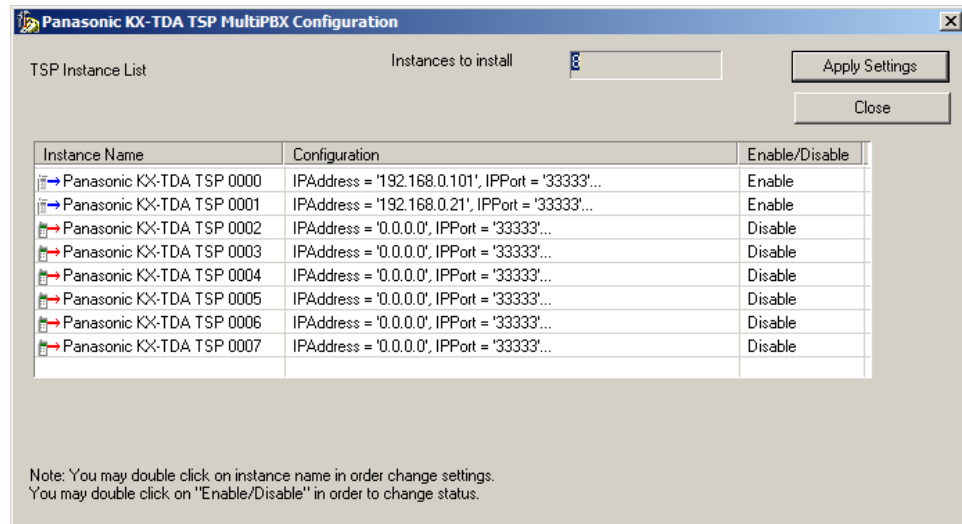 Panasonic KX-TDA TSP MultiPBX Configuration
TSP Instance List
Instances to install 8
Apply Settings
Close
Instance Name Configuration Enable/Disable
Panasonic KX-TDA TSP 0000 IPAddress = '192.168.0.101', IPPort = '33333'... Enable
Panasonic KX-TDA TSP 0001 IPAddress = '192.168.0.21', IPPort = '33333'... Enable
Panasonic KX-TDA TSP 0002 IPAddress = '0.0.0.0', IPPort = '33333'... Disable
Panasonic KX-TDA TSP 0003 IPAddress = '0.0.0.0', IPPort = '33333'... Disable
Panasonic KX-TDA TSP 0004 IPAddress = '0.0.0.0', IPPort = '33333'... Disable
Panasonic KX-TDA TSP 0005 IPAddress = '0.0.0.0', IPPort = '33333'... Disable
Panasonic KX-TDA TSP 0006 IPAddress = '0.0.0.0', IPPort = '33333'... Disable
Panasonic KX-TDA TSP 0007 IPAddress = '0.0.0.0', IPPort = '33333'... Disable
Note: You may double click on instance name in order change settings.
You may double click on "Enable/Disable" in order to change status.